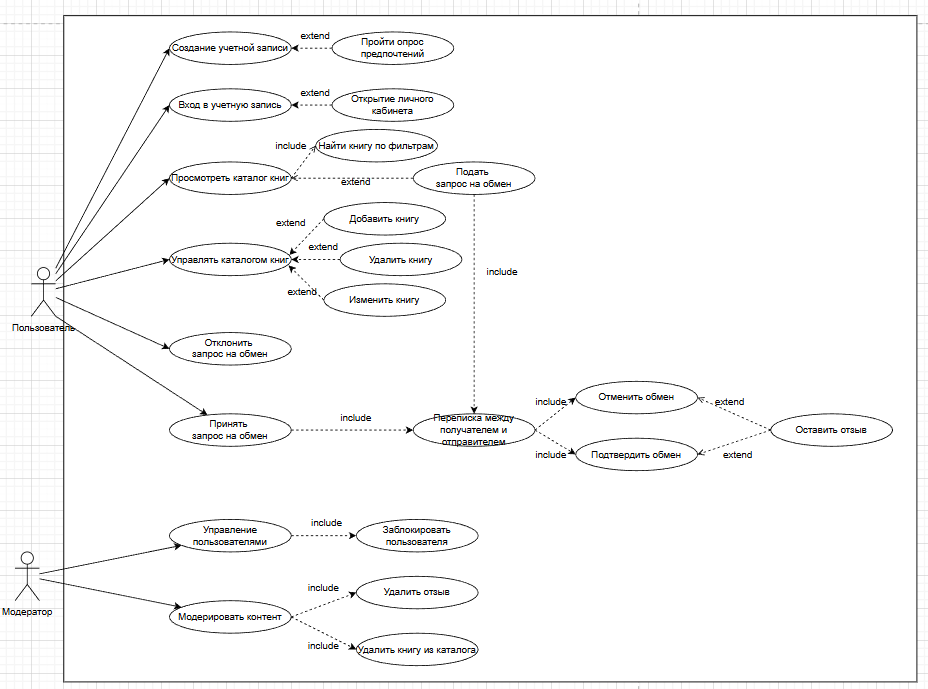 extend
Создание учетной записи
Пройти опрос
предпочтений
extend
Вход в учетную запись
Открытие личного
кабинета
include
Найти книгу по фильтрам
Просмотреть каталог книг
extend
Подать
запрос на обмен
extend
Добавить книгу
extend
Управлять каталогом книг
Удалить книгу
include
extend
Изменить книгу
Пользователь
Отклонить
запрос на обмен
Принять
запрос на обмен
include
Переписка между
получателем и
отправителем
include
Отменить обмен
extend
Оставить отзыв
include
Подтвердить обмен
extend
Управление
пользователями
include
Заблокировать
пользователя
Модератор
include
Удалить отзыв
Модерировать контент
include
Удалить книгу из каталога